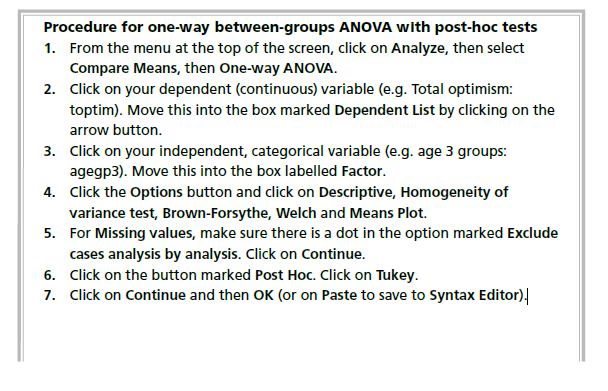 Procedure for one-way between-groups ANOVA with post-hoc tests
1. From the menu at the top of the screen, click on Analyze, then select
Compare Means, then One-way ANOVA.
2. Click on your dependent (continuous) variable (e.g. Total optimism:
toptim). Move this into the box marked Dependent List by clicking on the
arrow button.
3. Click on your independent, categorical variable (e.g. age 3 groups:
agegp3). Move this into the box labelled Factor.
4. Click the Options button and click on Descriptive, Homogeneity of
variance test, Brown-Forsythe, Welch and Means Plot.
5. For Missing values, make sure there is a dot in the option marked Exclude
cases analysis by analysis. Click on Continue.
6. Click on the button marked Post Hoc. Click on Tukey.
7. Click on Continue and then OK (or on Paste to save to Syntax Editor).